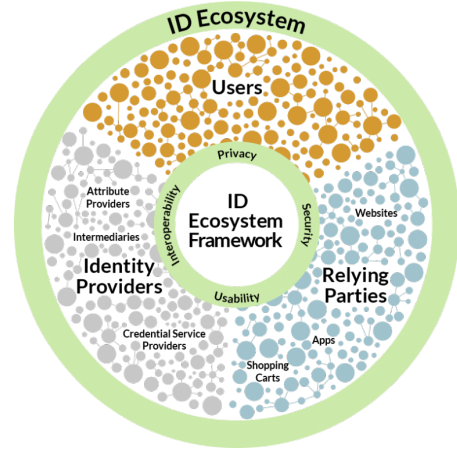 ID Ecosystem
Users
Privacy
Interoperability
Security
Usability
ID
Ecosystem
Framework
Attribute
Providers
Intermediaries
Identity
Providers
Credential Service
Providers
Websites
Relying
Parties
Apps
Shopping
Carts